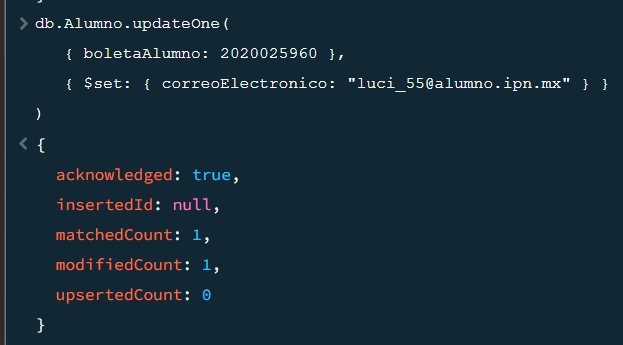 > db.Alumno.updateOne(
{ boletaAlumno: 2020025960 },
{ $set: { correoElectronico: "luci_55@alumno.ipn.mx" } }
)
< {
acknowledged: true,
insertedId: null,
matchedCount: 1,
modifiedCount: 1,
upsertedCount: 0
}